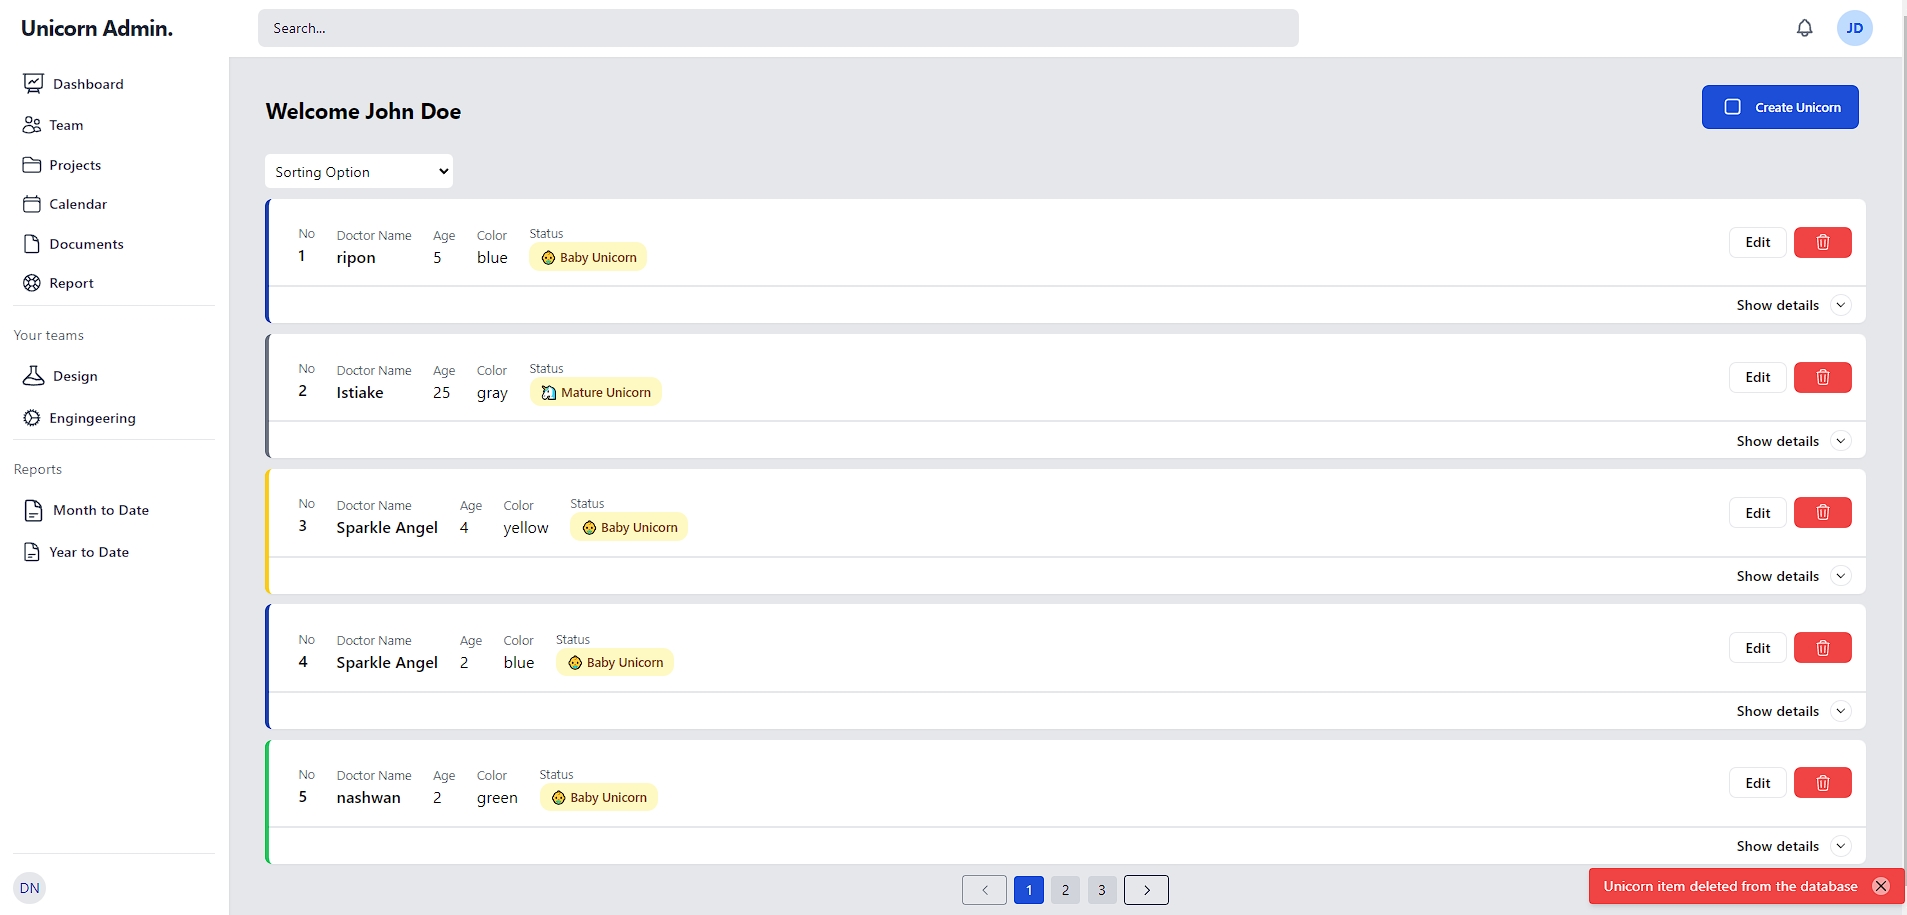 Unicorn Admin.
Search...
JD
Dashboard
Team
Projects
Calendar
Documents
Report
Your teams
Design
Engingeering
Reports
Month to Date
Year to Date
DN
Welcome John Doe
Create Unicorn
Sorting Option
No Doctor Name Age Color Status
1 ripon 5 blue Baby Unicorn
Edit
Show details
No Doctor Name Age Color Status
2 Istiake 25 gray Mature Unicorn
Edit
Show details
No Doctor Name Age Color Status
3 Sparkle Angel 4 yellow Baby Unicorn
Edit
Show details
No Doctor Name Age Color Status
4 Sparkle Angel 2 blue Baby Unicorn
Edit
Show details
No Doctor Name Age Color Status
5 nashwan 2 green Baby Unicorn
Edit
Show details
1 2 3
Unicorn item deleted from the database